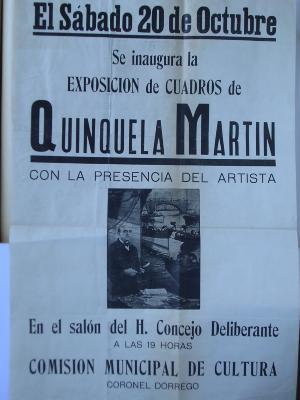 El Sábado 20 de Octubre
Se inaugura la
EXPOSICION de CUADROS de
QUINQUELA MARTIN
CON LA PRESENCIA DEL ARTISTA
En el salón del H. Concejo Deliberante
A LAS 19 HORAS
COMISION MUNICIPAL DE CULTURA
CORONEL DORREGO